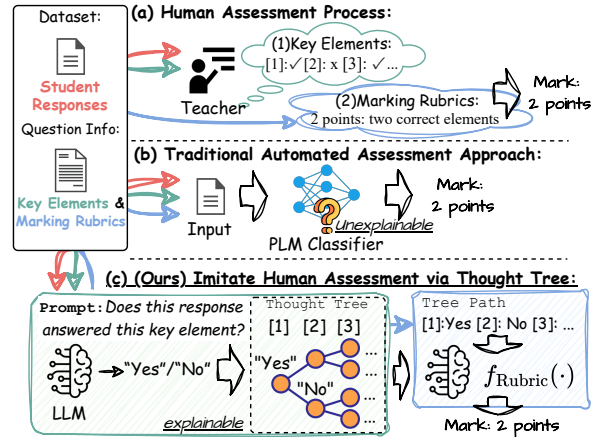 Dataset:
Student
Responses
Question Info:
Key Elements &
Marking Rubrics
(a) Human Assessment Process:
Teacher
(1)Key Elements:
[1]:✓[2]: x [3]: ✓...
(2)Marking Rubrics:
2 points: two correct elements
Mark:
2 points
(b) Traditional Automated Assessment Approach:
Input
?
Unexplainable
PLM Classifier
Mark:
2 points
(c) (Ours) Imitate Human Assessment via Thought Tree:
Prompt: Does this response
answered this key element?
LLM
"Yes"/"No"
explainable
Thought Tree
[1] [2] [3]
"Yes"
"No"
...
...
...
...
Tree Path
[1]:Yes [2]: No [3]: ...
fRubric(·)
Mark: 2 points